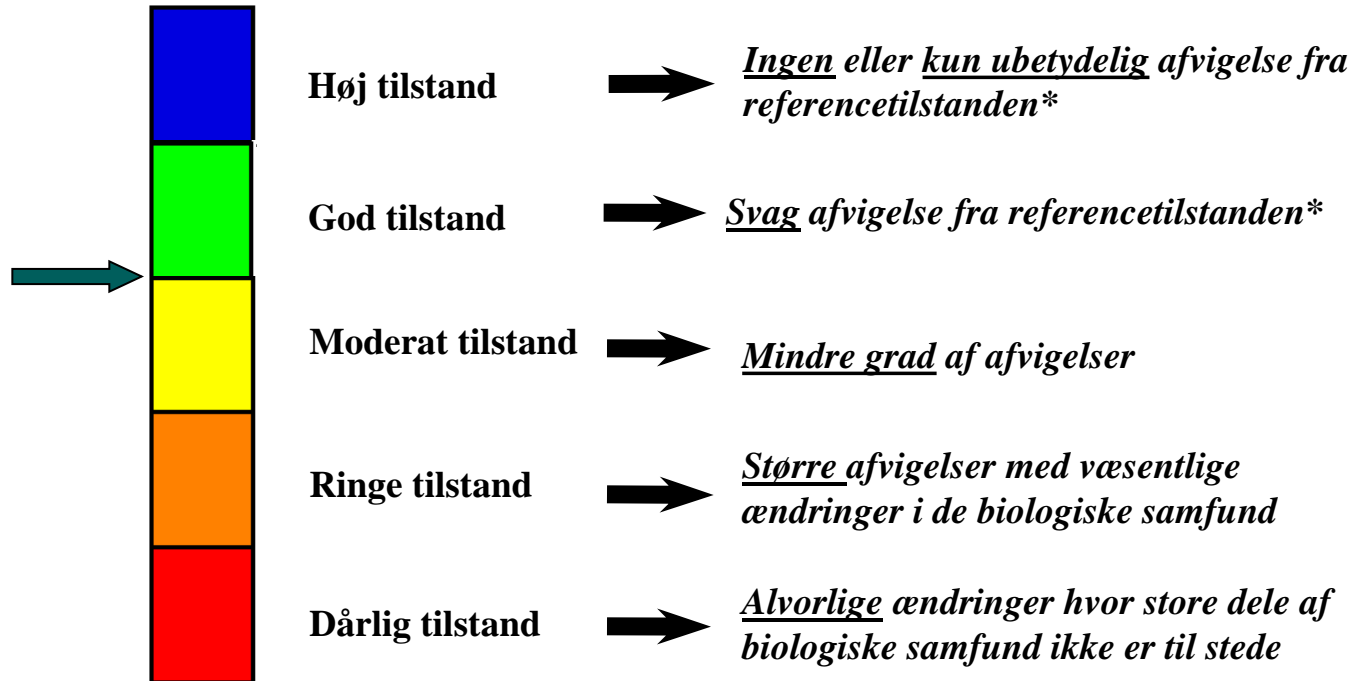 Høj tilstand
Ingen eller kun ubetydelig afvigelse fra
referencetilstanden*
God tilstand
Svag afvigelse fra referencetilstanden*
Moderat tilstand
Mindre grad af afvigelser
Ringe tilstand
Større afvigelser med væsentlige
ændringer i de biologiske samfund
Dårlig tilstand
Alvorlige ændringer hvor store dele af
biologiske samfund ikke er til stede